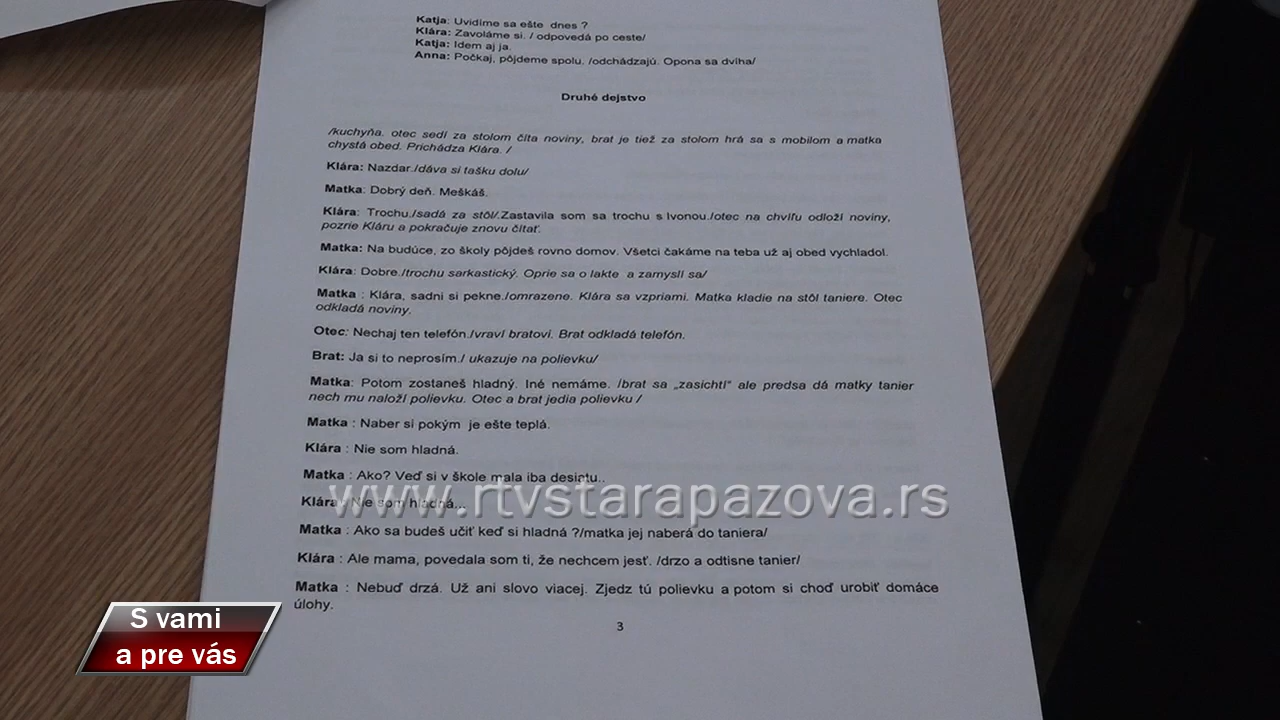 Katja: Uvidíme sa ešte dnes ?
Klára: Zavoláme si. / odpovedá po ceste/
Katja: Idem aj ja.
Anna: Počkaj, pôjdeme spolu. /odchádzajú. Opona sa dvíha/
Druhé dejstvo
/kuchyňa. otec sedí za stolom číta noviny, brat je tiež za stolom hrá sa s mobilom a matka
chystá obed. Prichádza Klára. /
Klára: Nazdar./dáva si tašku dolu/
Matka: Dobrý deň. Meškáš.
Klára: Trochu./sadá za stôl/.Zastavila som sa trochu s Ivonou./otec na chvíľu odloží noviny,
pozrie Kláru a pokračuje znovu čítať.
Matka: Na budúce, zo školy pôjdeš rovno domov. Všetci čakáme na teba už aj obed vychladol.
Klára: Dobre./trochu sarkastický. Oprie sa o lakte a zamyslí sa/
Matka : Klára, sadni si pekne./omrazene. Klára sa vzpriami. Matka kladie na stôl taniere. Otec
odkladá noviny.
Otec: Nechaj ten telefón./vraví bratovi. Brat odkladá telefón.
Brat: Ja si to neprosím./ ukazuje na polievku/
Matka: Potom zostaneš hladný. Iné nemáme. /brat sa „zasichtí“ ale predsa dá matky tanier
nech mu naloží polievku. Otec a brat jedia polievku /
Matka : Naber si pokým je ešte teplá.
Klára : Nie som hladná.
Matka : Ako? Veď si v škole mala iba desiatu..
Klára : Nie som hladná...
www.rtvstarapazova.rs
Matka : Ako sa budeš učiť keď si hladná ?/matka jej naberá do taniera/
Klára : Ale mama, povedala som ti, že nechcem jesť. /drzo a odtisne tanier/
Matka : Nebuď drzá. Už ani slovo viacej. Zjedz tú polievku a potom si choď urobiť domáce
úlohy.
3
S vami
a pre vás